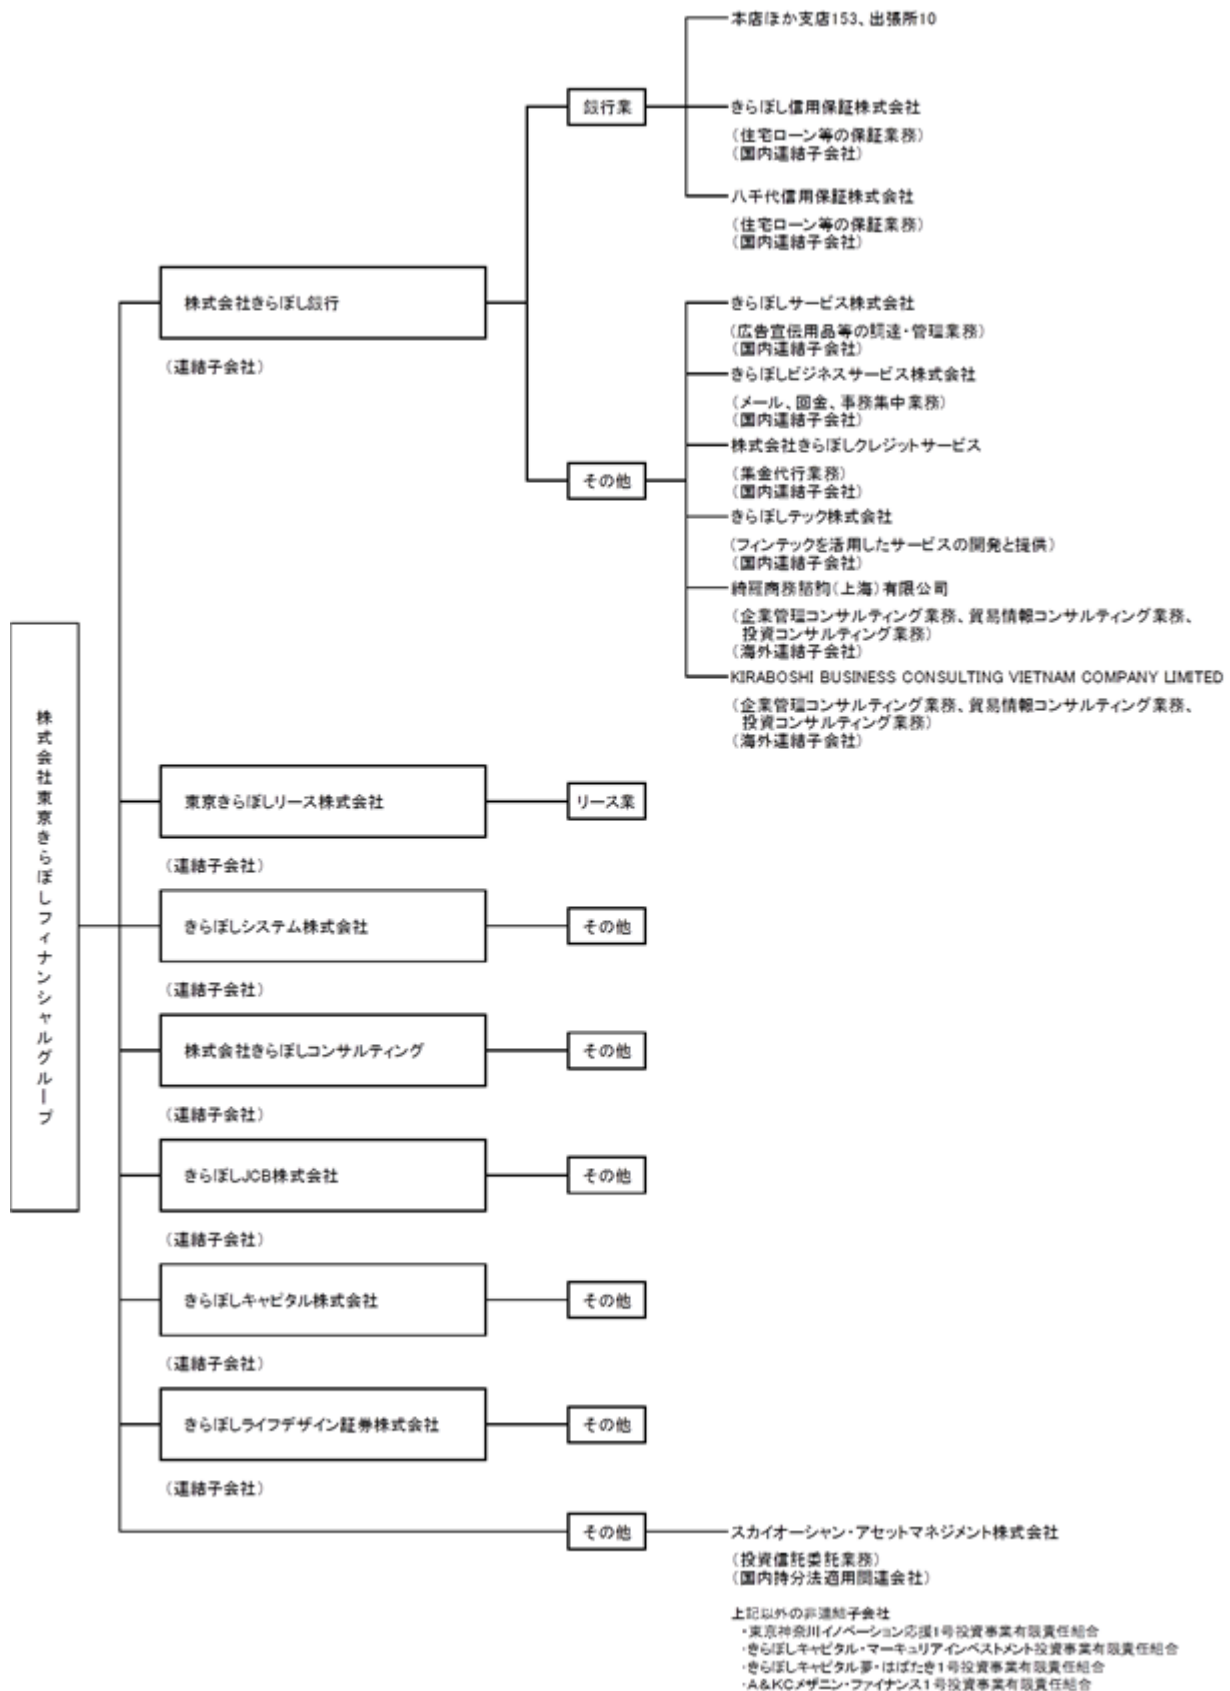 本店ほか支店153、出張所10
銀行業
きらぼし信用保証株式会社
（住宅ローン等の保証業務）
（国内連結子会社）
八千代信用保証株式会社
（住宅ローン等の保証業務）
（国内連結子会社）
株式会社きらぼし銀行
（連結子会社）
きらぼしサービス株式会社
（広告宣伝用品等の調達・管理業務）
（国内連結子会社）
きらぼしビジネスサービス株式会社
（メール、回金、事務集中業務）
（国内連結子会社）
株式会社きらぼしクレジットサービス
（集金代行業務）
（国内連結子会社）
その他
きらぼしテック株式会社
（フィンテックを活用したサービスの開発と提供）
（国内連結子会社）
綺羅商務諮詢（上海）有限公司
（企業管理コンサルティング業務、貿易情報コンサルティング業務、
投資コンサルティング業務）
（海外連結子会社）
KIRABOSHI BUSINESS CONSULTING VIETNAM COMPANY LIMITED
（企業管理コンサルティング業務、貿易情報コンサルティング業務、
投資コンサルティング業務）
（海外連結子会社）
株式会社東京きらぼしフィナンシャルグループ
東京きらぼしリース株式会社
リース業
（連結子会社）
きらぼしシステム株式会社
その他
（連結子会社）
株式会社きらぼしコンサルティング
その他
（連結子会社）
きらぼしJCB株式会社
その他
（連結子会社）
きらぼしキャピタル株式会社
その他
（連結子会社）
きらぼしライフデザイン証券株式会社
その他
（連結子会社）
その他
スカイオーシャン・アセットマネジメント株式会社
（投資信託委託業務）
（国内持分法適用関連会社）
上記以外の非連結子会社
・東京神奈川イノベーション応援1号投資事業有限責任組合
・きらぼしキャピタル・マーキュリアインベストメント投資事業有限責任組合
・きらぼしキャピタル夢・はばたき1号投資事業有限責任組合
・A＆KCメザニン・ファイナンス1号投資事業有限責任組合